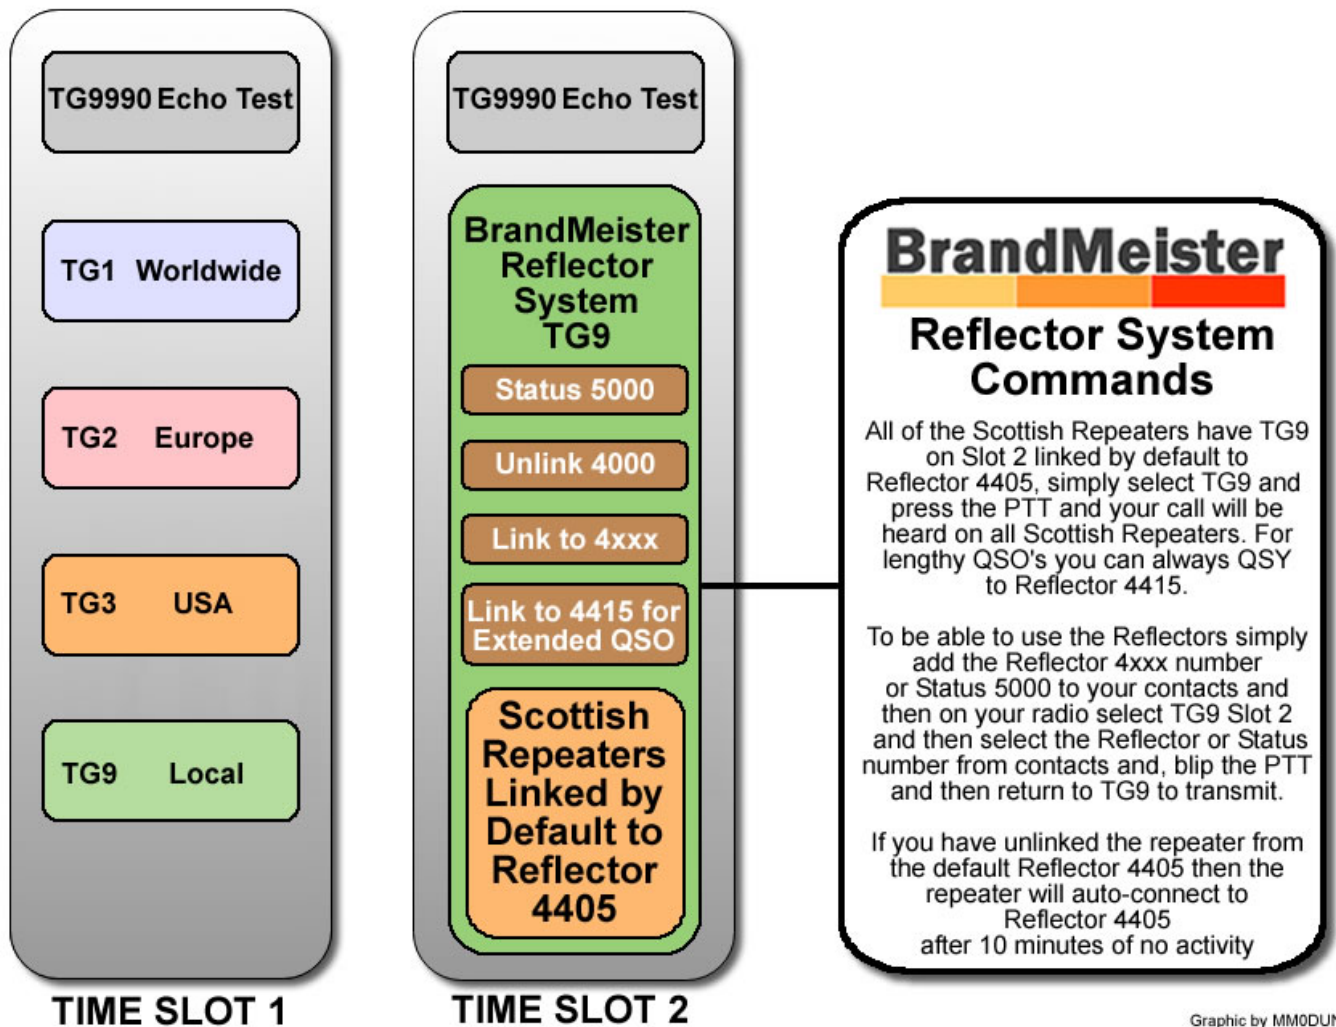 TG9990 Echo Test
TG1 Worldwide
TG2 Europe
TG3 USA
TG9 Local
TIME SLOT 1
TG9990 Echo Test
BrandMeister
Reflector
System
TG9
Status 5000
Unlink 4000
Link to 4xxx
Link to 4415 for
Extended QSO
Scottish
Repeaters
Linked by
Default to
Reflector
4405
TIME SLOT 2
BrandMeister
Reflector System
Commands
All of the Scottish Repeaters have TG9
on Slot 2 linked by default to
Reflector 4405, simply select TG9 and
press the PTT and your call will be
heard on all Scottish Repeaters. For
lengthy QSO's you can always QSY
to Reflector 4415.
To be able to use the Reflectors simply
add the Reflector 4xxx number
or Status 5000 to your contacts and
then on your radio select TG9 Slot 2
and then select the Reflector or Status
number from contacts and, blip the PTT
and then return to TG9 to transmit.
If you have unlinked the repeater from
the default Reflector 4405 then the
repeater will auto-connect to
Reflector 4405
after 10 minutes of no activity
Graphic by MM0DUN